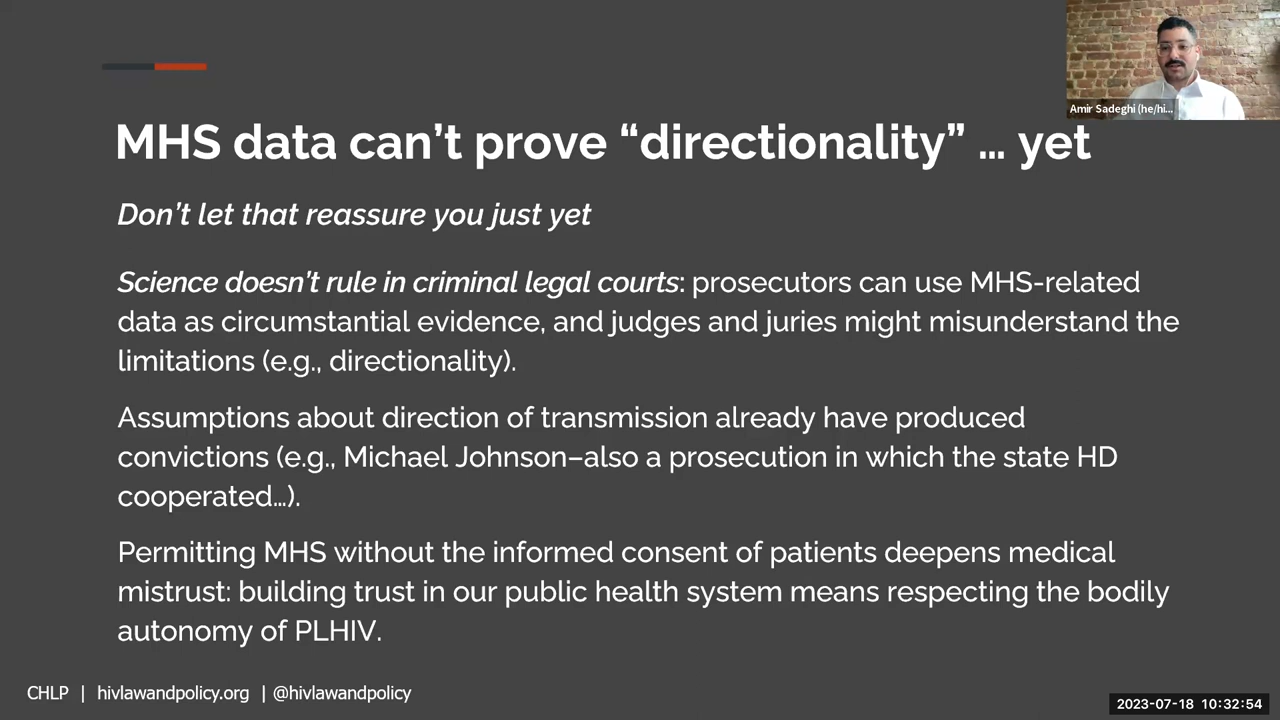 Amir Sadeghi (he/hi...
MHS data can’t prove “directionality” ... yet
Don’t let that reassure you just yet
Science doesn’t rule in criminal legal courts: prosecutors can use MHS-related
data as circumstantial evidence, and judges and juries might misunderstand the
limitations (e.g., directionality).
Assumptions about direction of transmission already have produced
convictions (e.g., Michael Johnson–also a prosecution in which the state HD
cooperated...).
Permitting MHS without the informed consent of patients deepens medical
mistrust: building trust in our public health system means respecting the bodily
autonomy of PLHIV.
CHLP | hivlawandpolicy.org | @hivlawandpolicy
2023-07-18 10:32:54